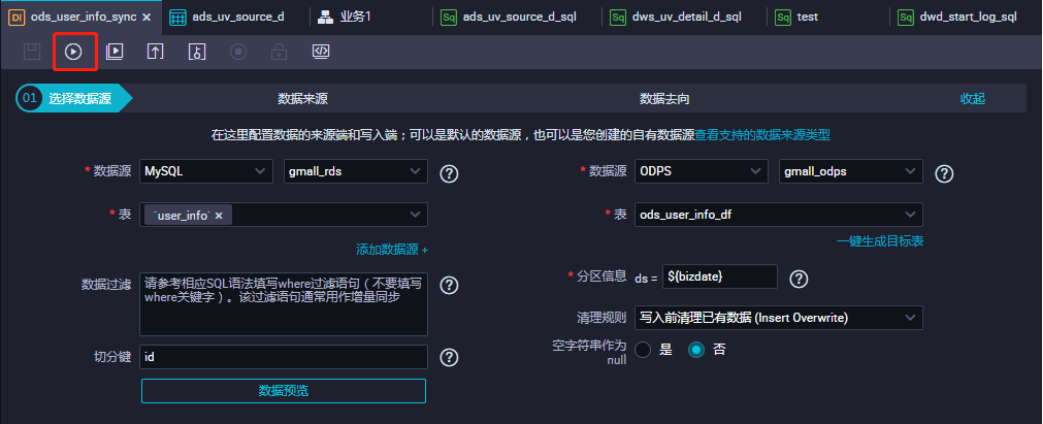 DI ods_user_info_sync × ads_uv_source_d 业务1 Sq ads_uv_source_d_sql Sq dws_uv_detail_d_sql Sq test Sq dwd_start_log_sql
01 选择数据源 数据来源 数据去向 收起
在这里配置数据的来源端和写入端；可以是默认的数据源，也可以是您创建的自有数据源查看支持的数据来源类型
* 数据源 MySQL gmall_rds ? * 数据源 ODPS gmall_odps ?
* 表 `user_info` × * 表 ods_user_info_df
添加数据源 + 一键生成目标表
数据过滤 请参考相应SQL语法填写where过滤语句（不要填写
where关键字）。该过滤语句通常用作增量同步 ?
* 分区信息 ds = ${bizdate} ?
清理规则 写入前清理已有数据 (Insert Overwrite)
切分键 id ?
空字符串作为
null 是 否
数据预览